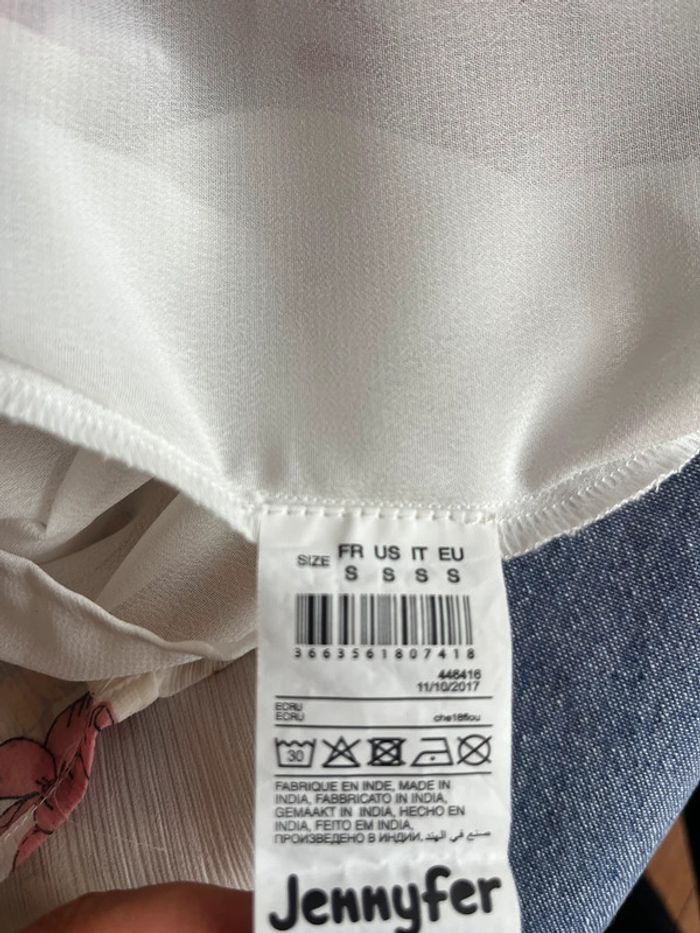 SIZE FR US IT EU
S S S S
3663561807418
446416
11/10/2017
ECRU
ECRU che18flou
30
FABRIQUE EN INDE, MADE IN
INDIA, FABBRICATO IN INDIA,
GEMAAKT IN INDIA, HECHO EN
INDIA, FEITO EM INDIA,
ПРОИЗВЕДЕНО В ИНДИИ, صنع في الهند
Jennyfer